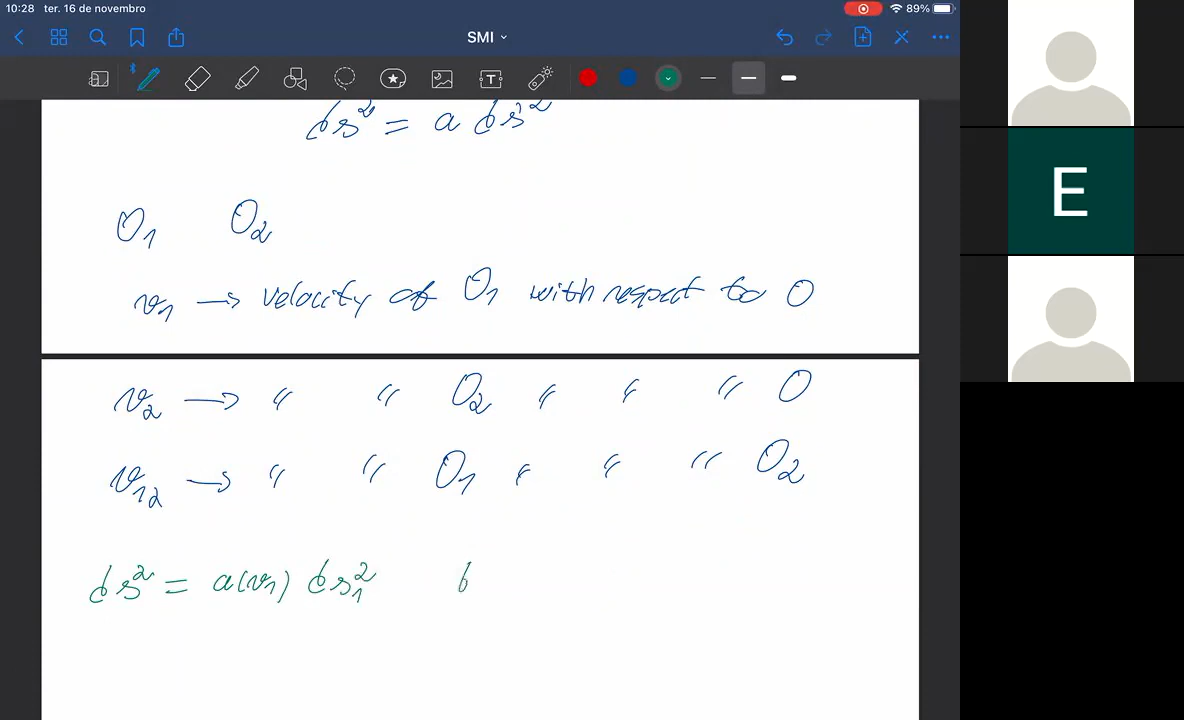 10:28 ter. 16 de novembro 89%
SMI
T
ds² = a ds'²
O₁ O₂
v₁ → velocity of O₁ with respect to O
v₂ → " " O₂ " " " O
v₁₂ → " " O₁ " " " O₂
ds² = a(v₁) ds₁² d
E